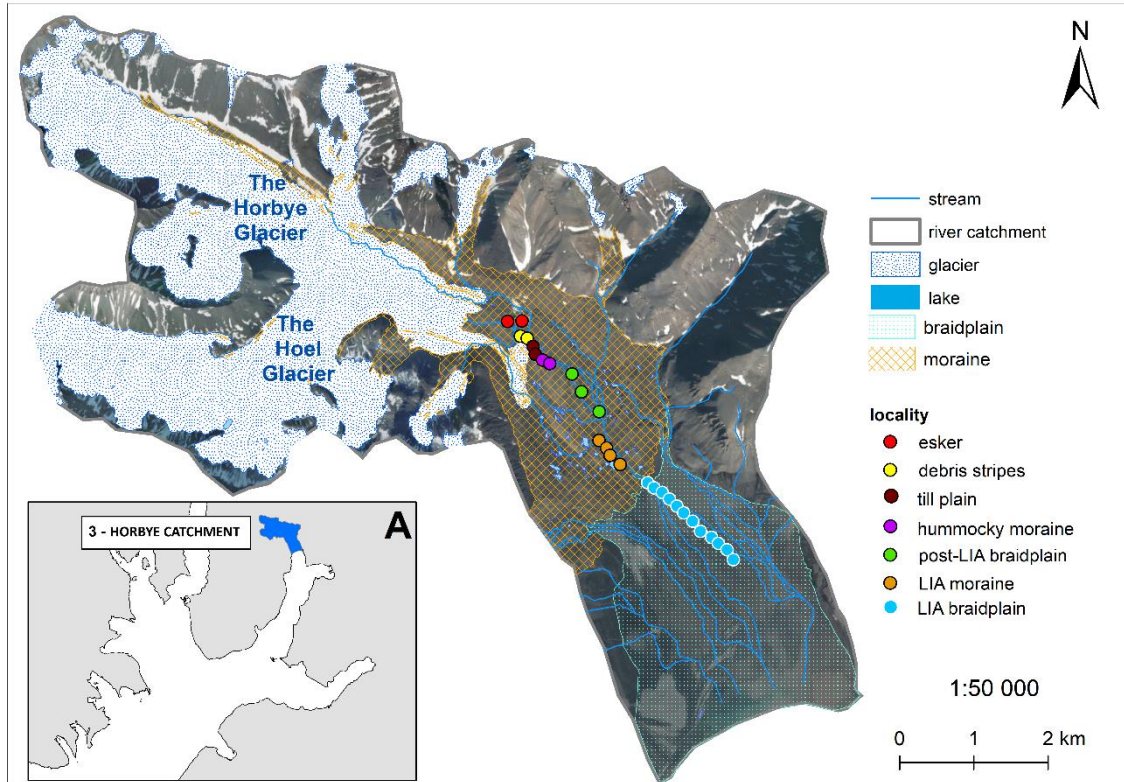 N
The
Horbye
Glacier
The
Hoel
Glacier
stream
river catchment
glacier
lake
braidplain
moraine
locality
esker
debris stripes
till plain
hummocky moraine
post-LIA braidplain
LIA moraine
LIA braidplain
1:50 000
0 1 2 km
3 - HORBYE CATCHMENT
A